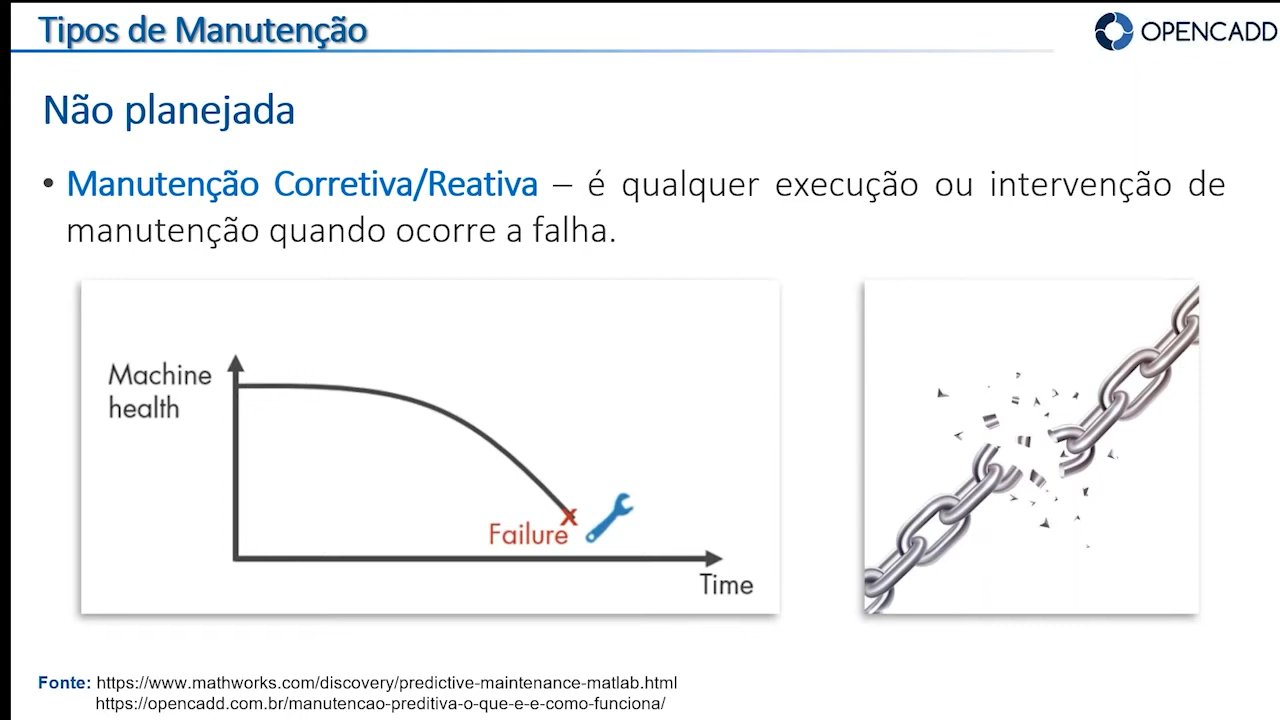 Tipos de Manutenção
OPENCADD
Não planejada
• Manutenção Corretiva/Reativa – é qualquer execução ou intervenção de
manutenção quando ocorre a falha.
Machine
health
Failure
Time
Fonte: https://www.mathworks.com/discovery/predictive-maintenance-matlab.html
https://opencadd.com.br/manutencao-preditiva-o-que-e-e-como-funciona/